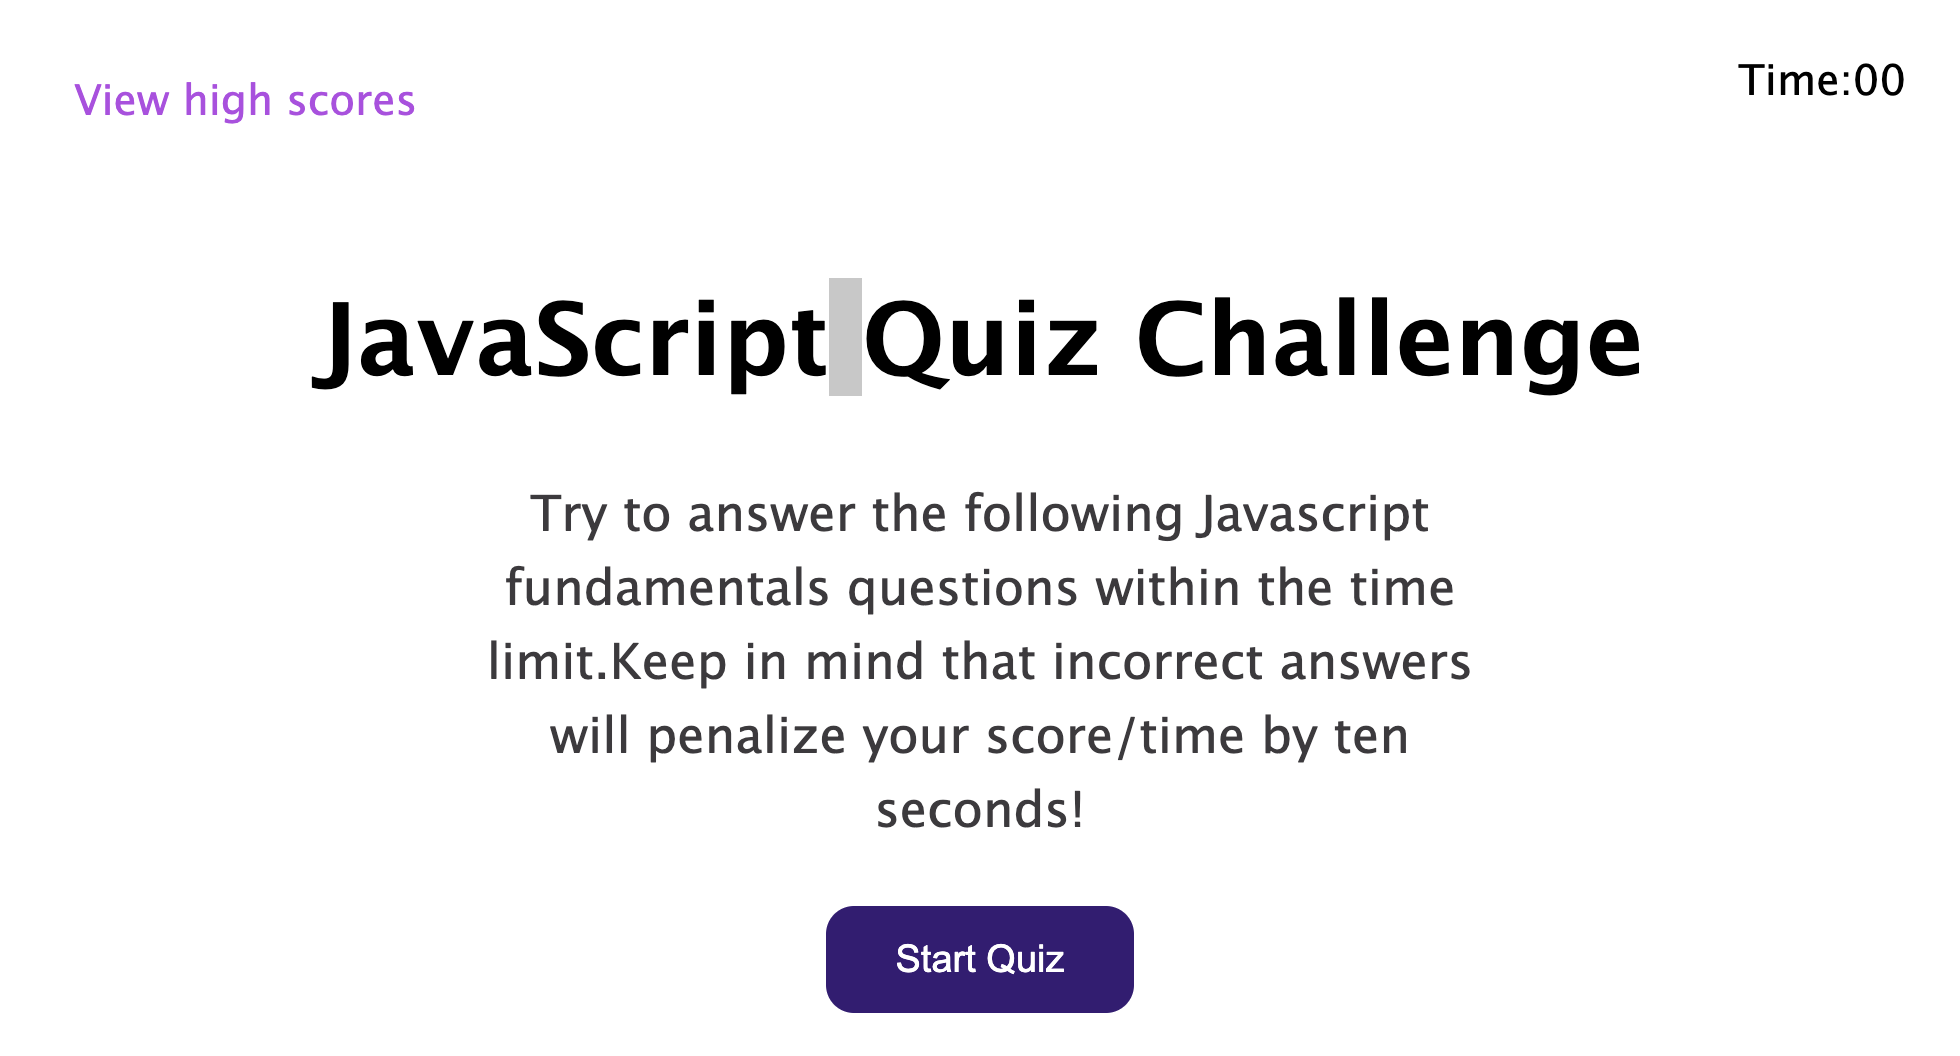 View high scores
Time:00
JavaScript Quiz Challenge
Try to answer the following Javascript
fundamentals questions within the time
limit.Keep in mind that incorrect answers
will penalize your score/time by ten
seconds!
Start Quiz